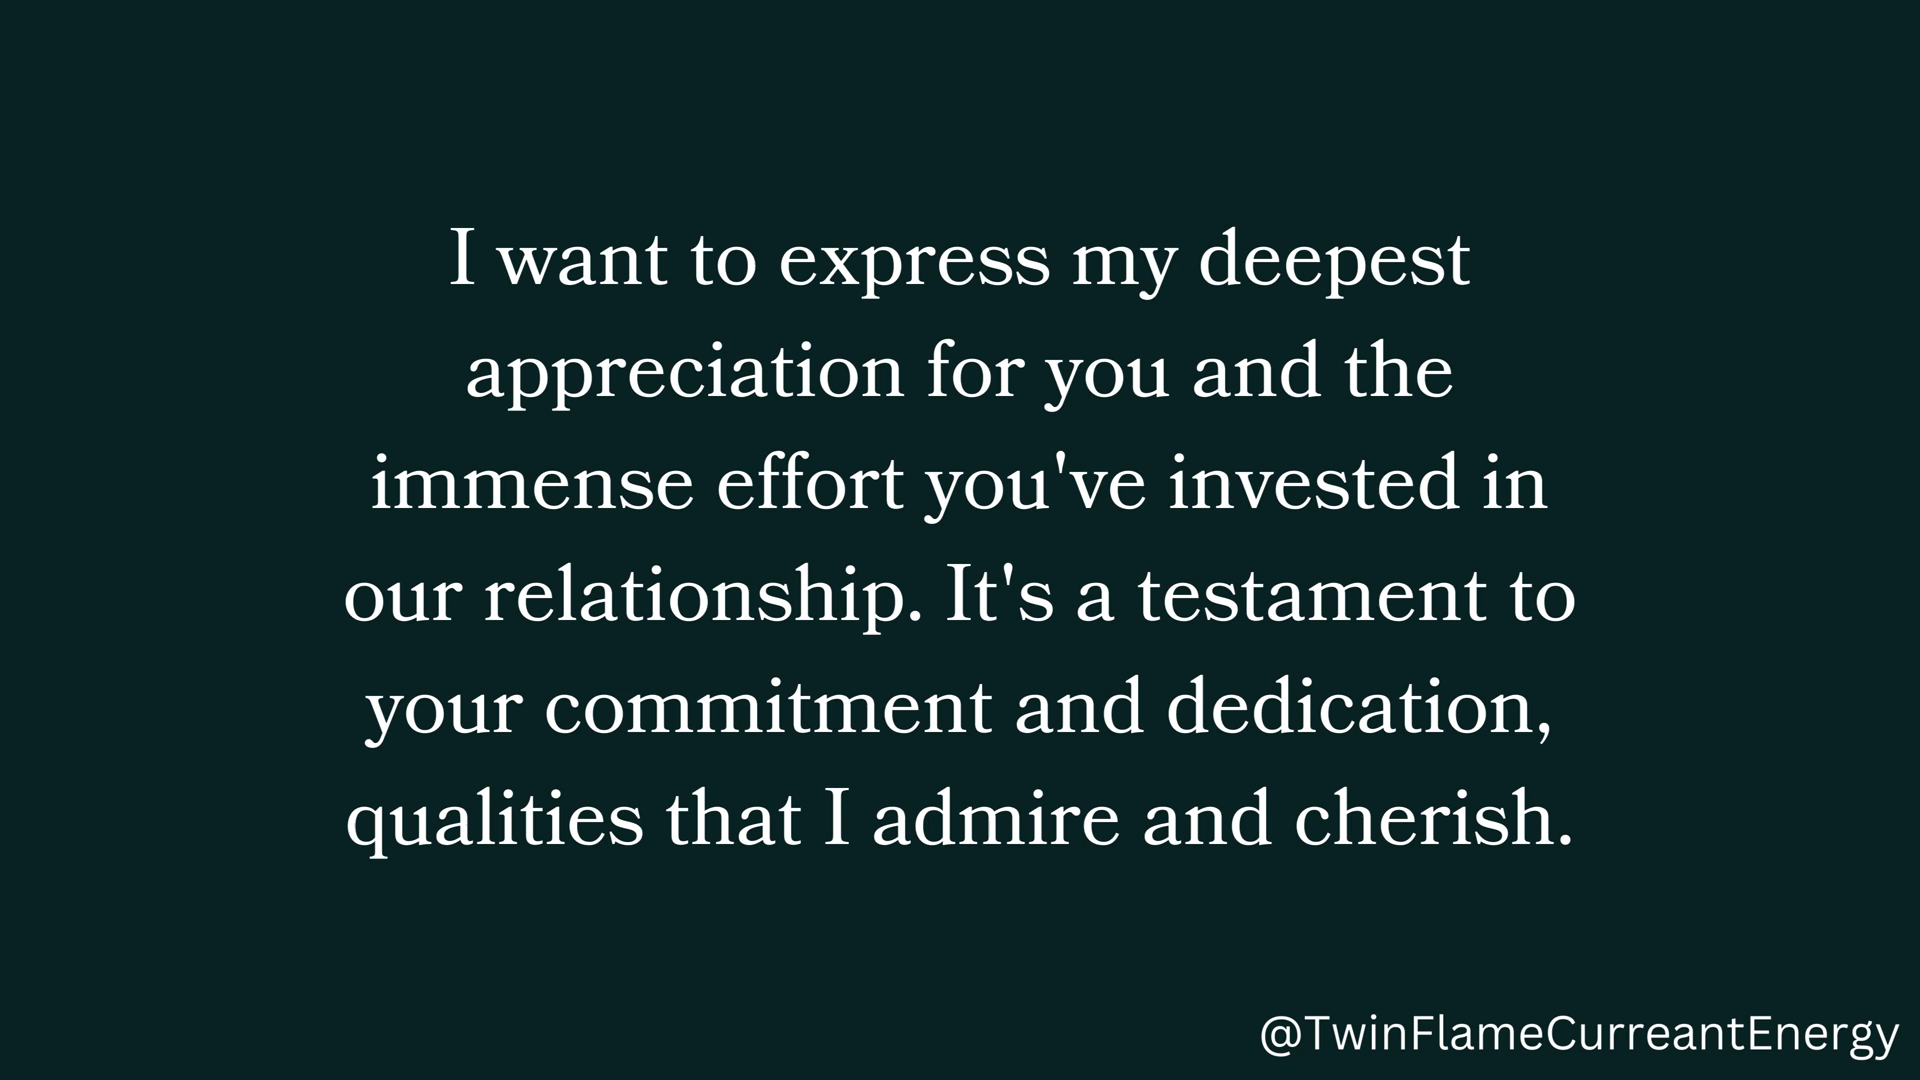 I want to express my deepest
appreciation for you and the
immense effort you've invested in
our relationship. It's a testament to
your commitment and dedication,
qualities that I admire and cherish.
@TwinFlameCurreantEnergy